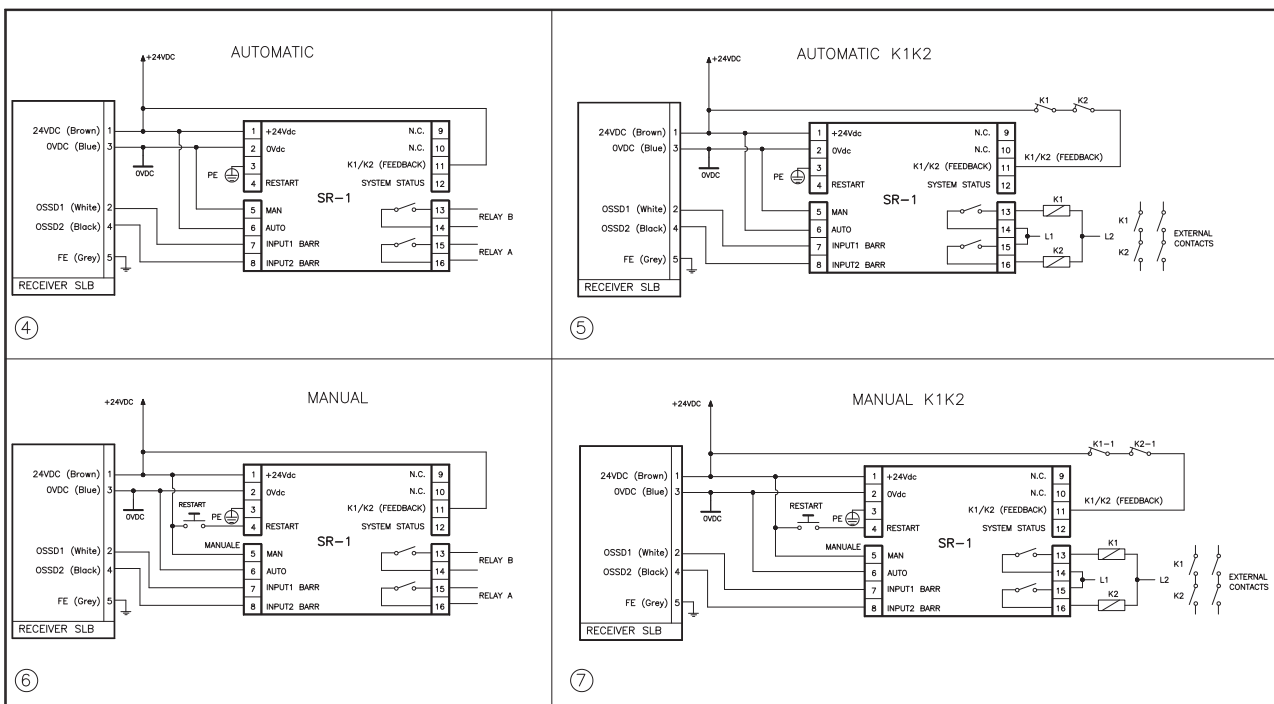 AUTOMATIC
+24VDC
24VDC (Brown) 1
0VDC (Blue) 3
0VDC
OSSD1 (White) 2
OSSD2 (Black) 4
FE (Grey) 5
RECEIVER SLB
1 +24Vdc
2 0Vdc
PE 3
4 RESTART
SR-1
5 MAN
6 AUTO
7 INPUT1 BARR
8 INPUT2 BARR
N.C. 9
N.C. 10
K1/K2 (FEEDBACK) 11
12
13
RELAY B
14
15
RELAY A
16
4
AUTOMATIC K1K2
+24VDC
K1 K2
24VDC (Brown) 1
0VDC (Blue) 3
0VDC
OSSD1 (White) 2
OSSD2 (Black) 4
FE (Grey) 5
RECEIVER SLB
1 +24Vdc
2 0Vdc
PE 3
4 RESTART
SR-1
5 MAN
6 AUTO
7 INPUT1 BARR
8 INPUT2 BARR
N.C. 9
N.C. 10
K1/K2 (FEEDBACK) 11
K1/K2 (FEEDBACK)
SYSTEM STATUS 12
13 K1
14
L1 L2
15
16 K2
K1
K2
EXTERNAL
CONTACTS
5
MANUAL
+24VDC
24VDC (Brown) 1
0VDC (Blue) 3
0VDC
OSSD1 (White) 2
OSSD2 (Black) 4
FE (Grey) 5
RECEIVER SLB
RESTART
1 +24Vdc
2 0Vdc
PE 3
4 RESTART
SR-1
MANUALE
5 MAN
6 AUTO
7 INPUT1 BARR
8 INPUT2 BARR
N.C. 9
N.C. 10
K1/K2 (FEEDBACK) 11
SYSTEM STATUS 12
13
RELAY B
14
15
RELAY A
16
6
MANUAL K1K2
+24VDC
K1-1 K2-1
24VDC (Brown) 1
0VDC (Blue) 3
0VDC
OSSD1 (White) 2
OSSD2 (Black) 4
FE (Grey) 5
RECEIVER SLB
RESTART
1 +24Vdc
2 0Vdc
PE 3
4 RESTART
SR-1
MANUALE
5 MAN
6 AUTO
7 INPUT1 BARR
8 INPUT2 BARR
N.C. 9
N.C. 10
K1/K2 (FEEDBACK) 11
K1/K2 (FEEDBACK)
SYSTEM STATUS 12
13 K1
14
L1 L2
15
16 K2
K1
K2
EXTERNAL
CONTACTS
7